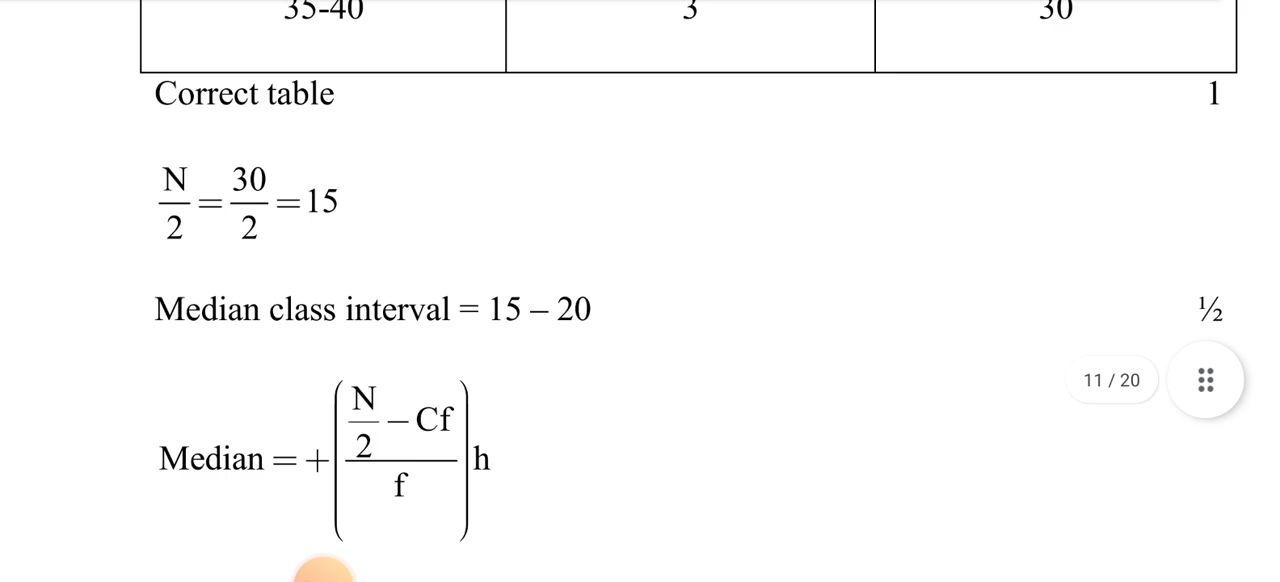 35-40 3 30
Correct table 1
N/2 = 30/2 = 15
Median class interval = 15 – 20 ½
11 / 20
Median = + ( (N/2 – Cf) / f ) h